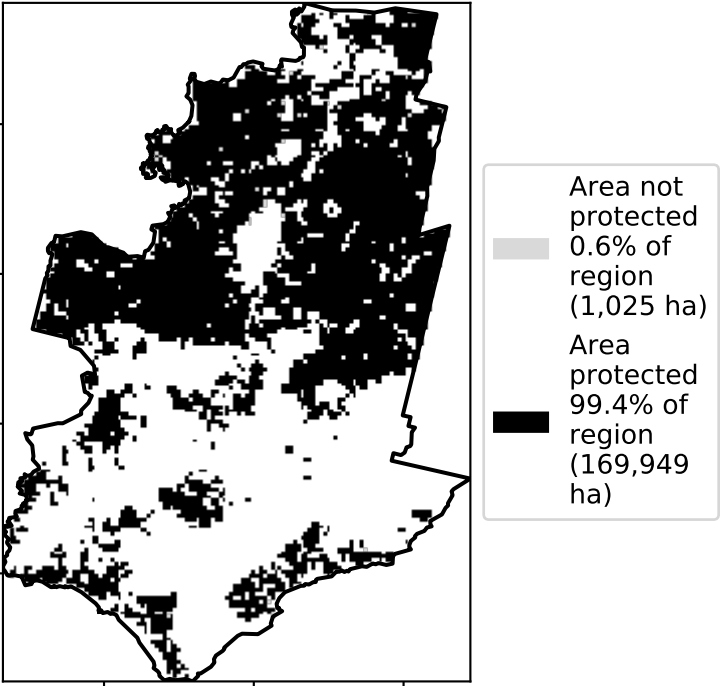 Area not
protected
0.6% of
region
(1,025 ha)
Area
protected
99.4% of
region
(169,949
ha)